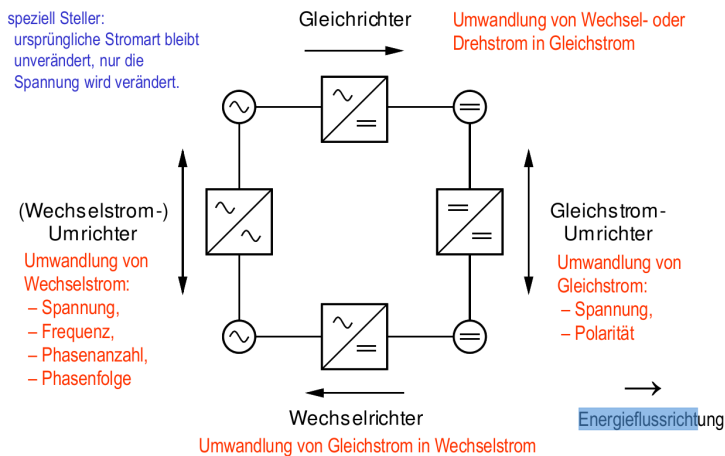 speziell Steller:
ursprüngliche Stromart bleibt
unverändert, nur die
Spannung wird verändert.
Gleichrichter
Umwandlung von Wechsel- oder
Drehstrom in Gleichstrom
(Wechselstrom-)
Umrichter
Umwandlung von
Wechselstrom:
– Spannung,
– Frequenz,
– Phasenanzahl,
– Phasenfolge
Gleichstrom-
Umrichter
Umwandlung von
Gleichstrom:
– Spannung,
– Polarität
Wechselrichter
Umwandlung von Gleichstrom in Wechselstrom
Energieflussrichtung